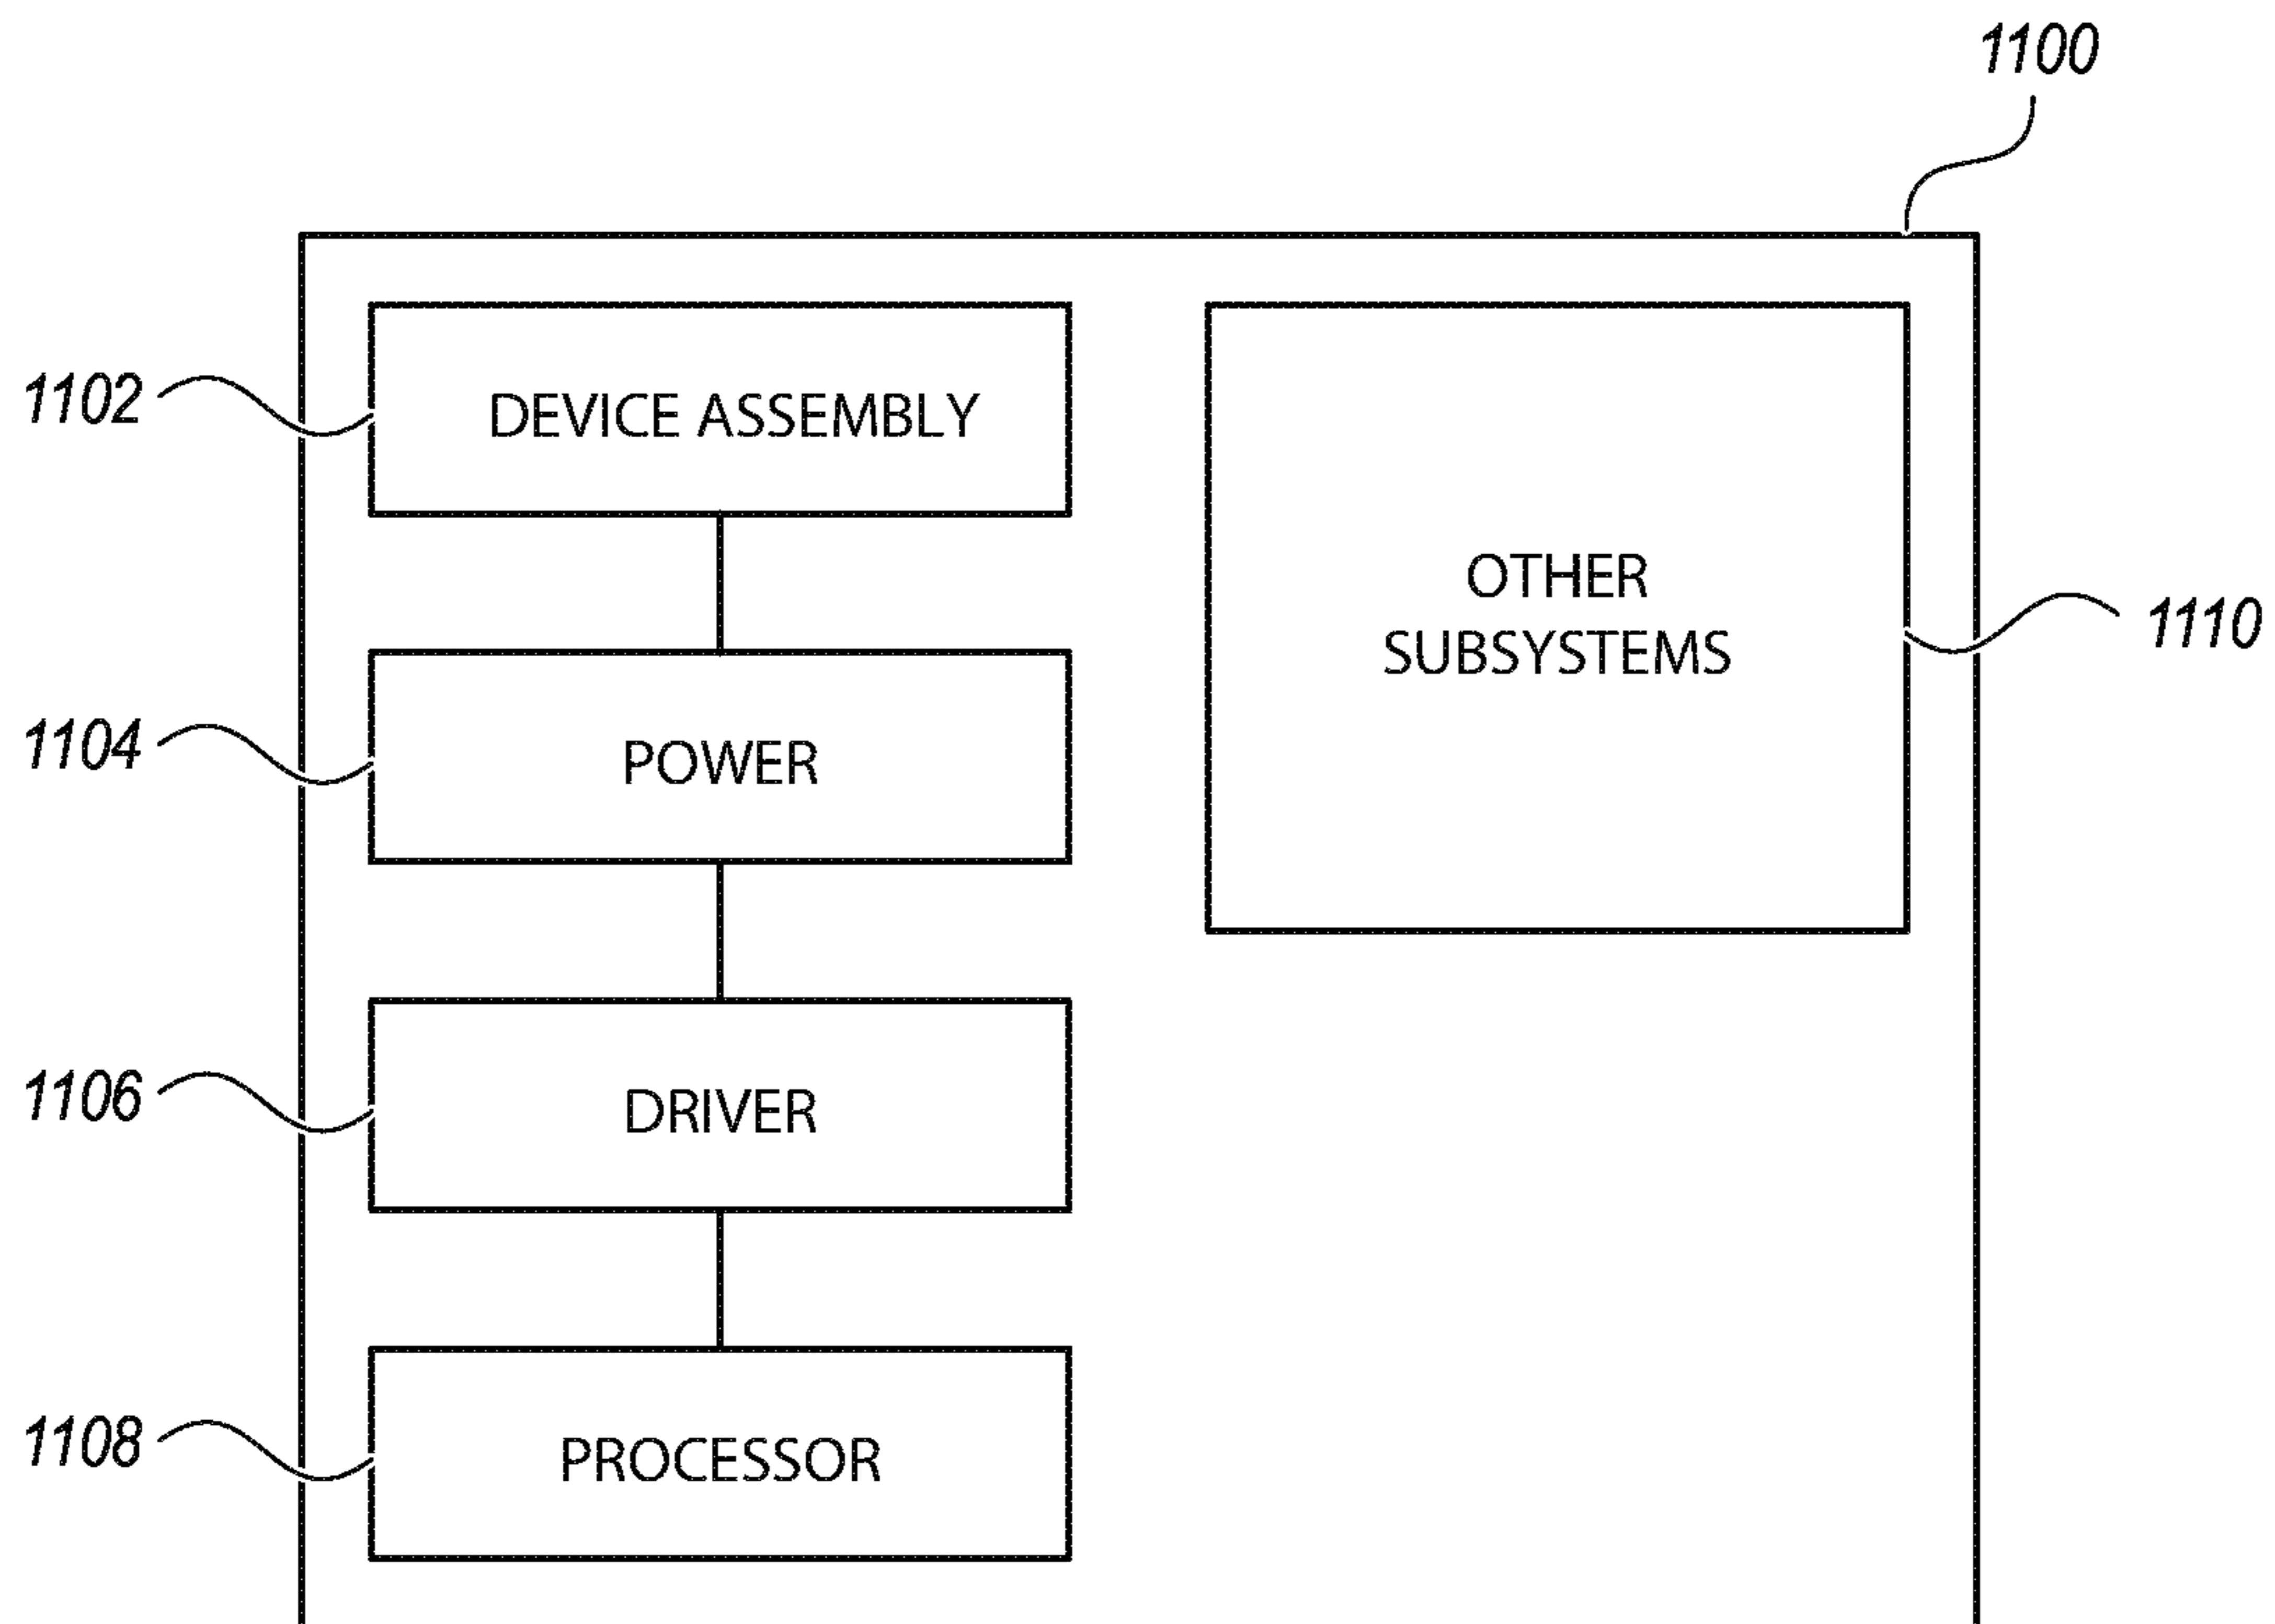 1100
1102
DEVICE ASSEMBLY
OTHER
SUBSYSTEMS
1110
1104
POWER
1106
DRIVER
1108
PROCESSOR